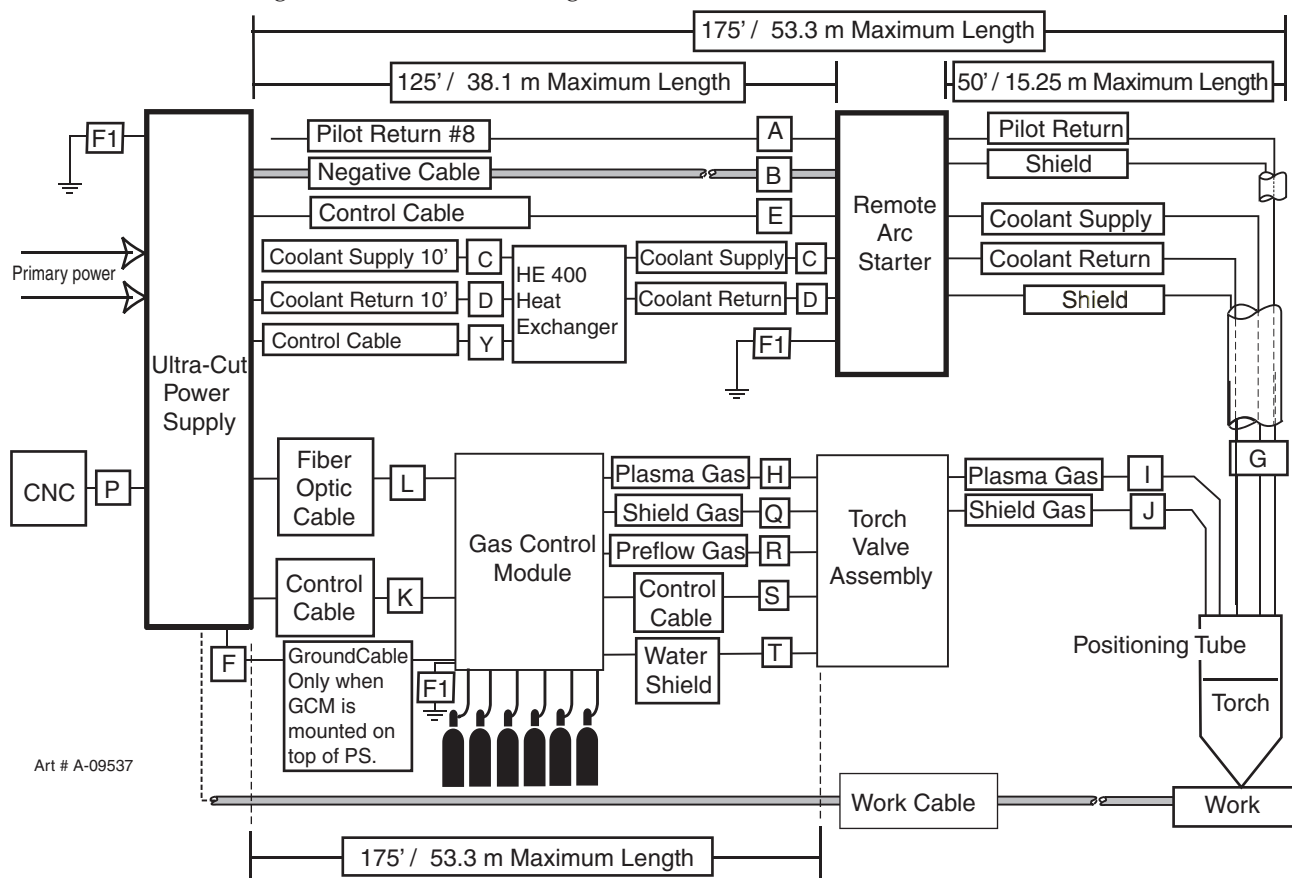 175' / 53.3 m Maximum Length
125' / 38.1 m Maximum Length
50' / 15.25 m Maximum Length
F1
Pilot Return #8
A
Negative Cable
B
Control Cable
E
Primary power
Coolant Supply 10'
C
Coolant Return 10'
D
Control Cable
Y
HE 400
Heat
Exchanger
Coolant Supply
C
Coolant Return
D
F1
Remote
Arc
Starter
Pilot Return
Shield
Coolant Supply
Coolant Return
Shield
Ultra-Cut
Power
Supply
CNC
P
Fiber
Optic
Cable
L
Control
Cable
K
F
GroundCable
Only when
GCM is
mounted on
top of PS.
F1
Gas Control
Module
Plasma Gas
H
Shield Gas
Q
Preflow Gas
R
Control
Cable
S
Water
Shield
T
Torch
Valve
Assembly
Plasma Gas
I
Shield Gas
J
G
Positioning Tube
Torch
Art # A-09537
Work Cable
Work
175' / 53.3 m Maximum Length